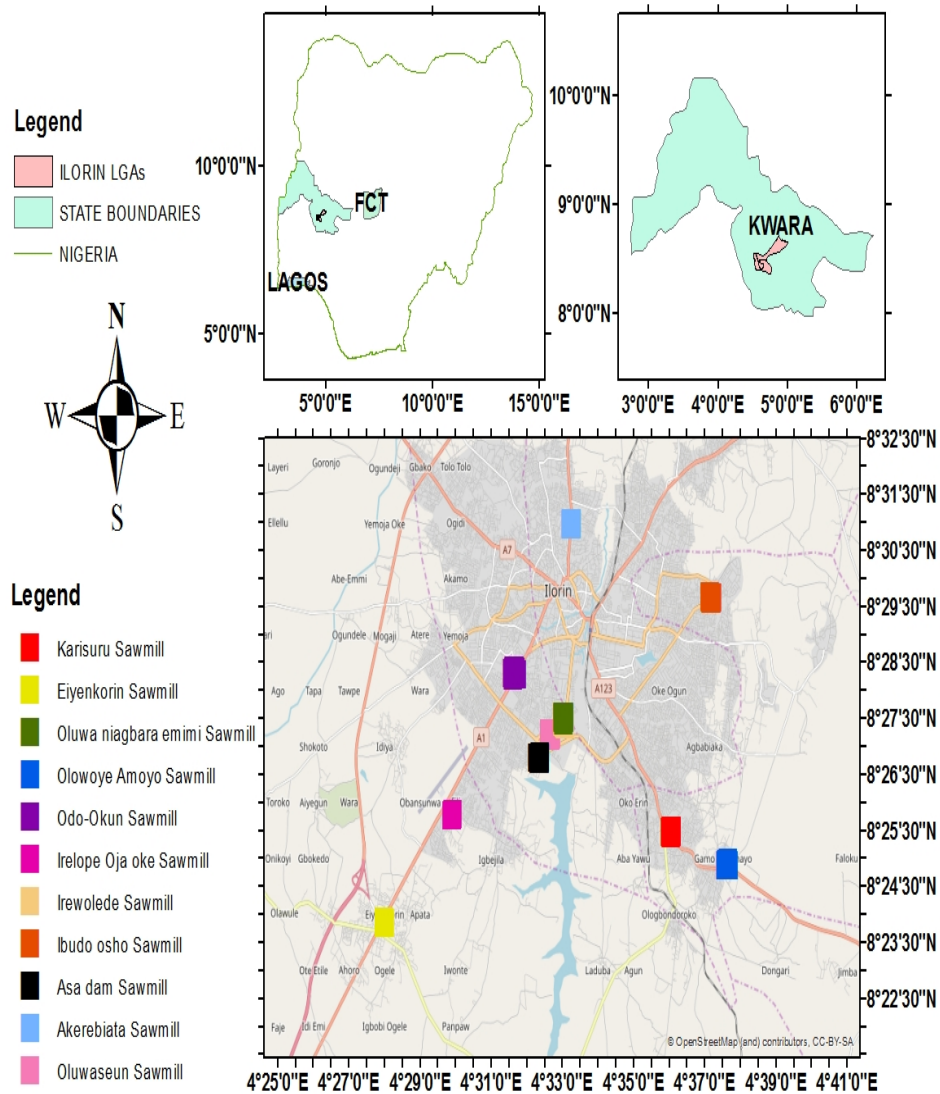 Legend
ILORIN LGAs
STATE BOUNDARIES
NIGERIA
10°0'0"N
5°0'0"N
FCT
LAGOS
5°0'0"E
10°0'0"E
15°0'0"E
10°0'0"N
9°0'0"N
8°0'0"N
KWARA
3°0'0"E
4°0'0"E
5°0'0"E
6°0'0"E
N
W
E
S
Legend
Karisuru Sawmill
Eiyenkorin Sawmill
Oluwa niagbara emimi Sawmill
Olowoye Amoyo Sawmill
Odo-Okun Sawmill
Irelope Oja oke Sawmill
Irewolede Sawmill
Ibudo osho Sawmill
Asa dam Sawmill
Akerebiata Sawmill
Oluwaseun Sawmill
Layeri
Goronjo
Ogundeji
Gbako
Tolo Tolo
Ellellu
Yemoja Oke
Ogidi
A7
Abe-Emmi
Akamo
Ilorin
Ogundele
Mogaji
Atere
Yemoja
Ago
Tapa
Tawpe
Wara
A123
Oke Ogun
Shokoto
Idiya
A1
Agbabiaka
Toroko
Aiyegun
Wara
Obansunwa
Oko Erin
Onikoyi
Gbokedo
Igbejila
Aba Yawu
Gamo
Faloku
Olawule
Apata
Ologbondoroko
Ote Etile
Ahoro
Ogele
Iwonte
Laduba
Agun
Dongari
Jimba
Faje
Idi Emi
Igbobi Ogele
Panpaw
© OpenStreetMap (and) contributors, CC-BY-SA
8°32'30"N
8°31'30"N
8°30'30"N
8°29'30"N
8°28'30"N
8°27'30"N
8°26'30"N
8°25'30"N
8°24'30"N
8°23'30"N
8°22'30"N
4°25'0"E
4°27'0"E
4°29'0"E
4°31'0"E
4°33'0"E
4°35'0"E
4°37'0"E
4°39'0"E
4°41'0"E